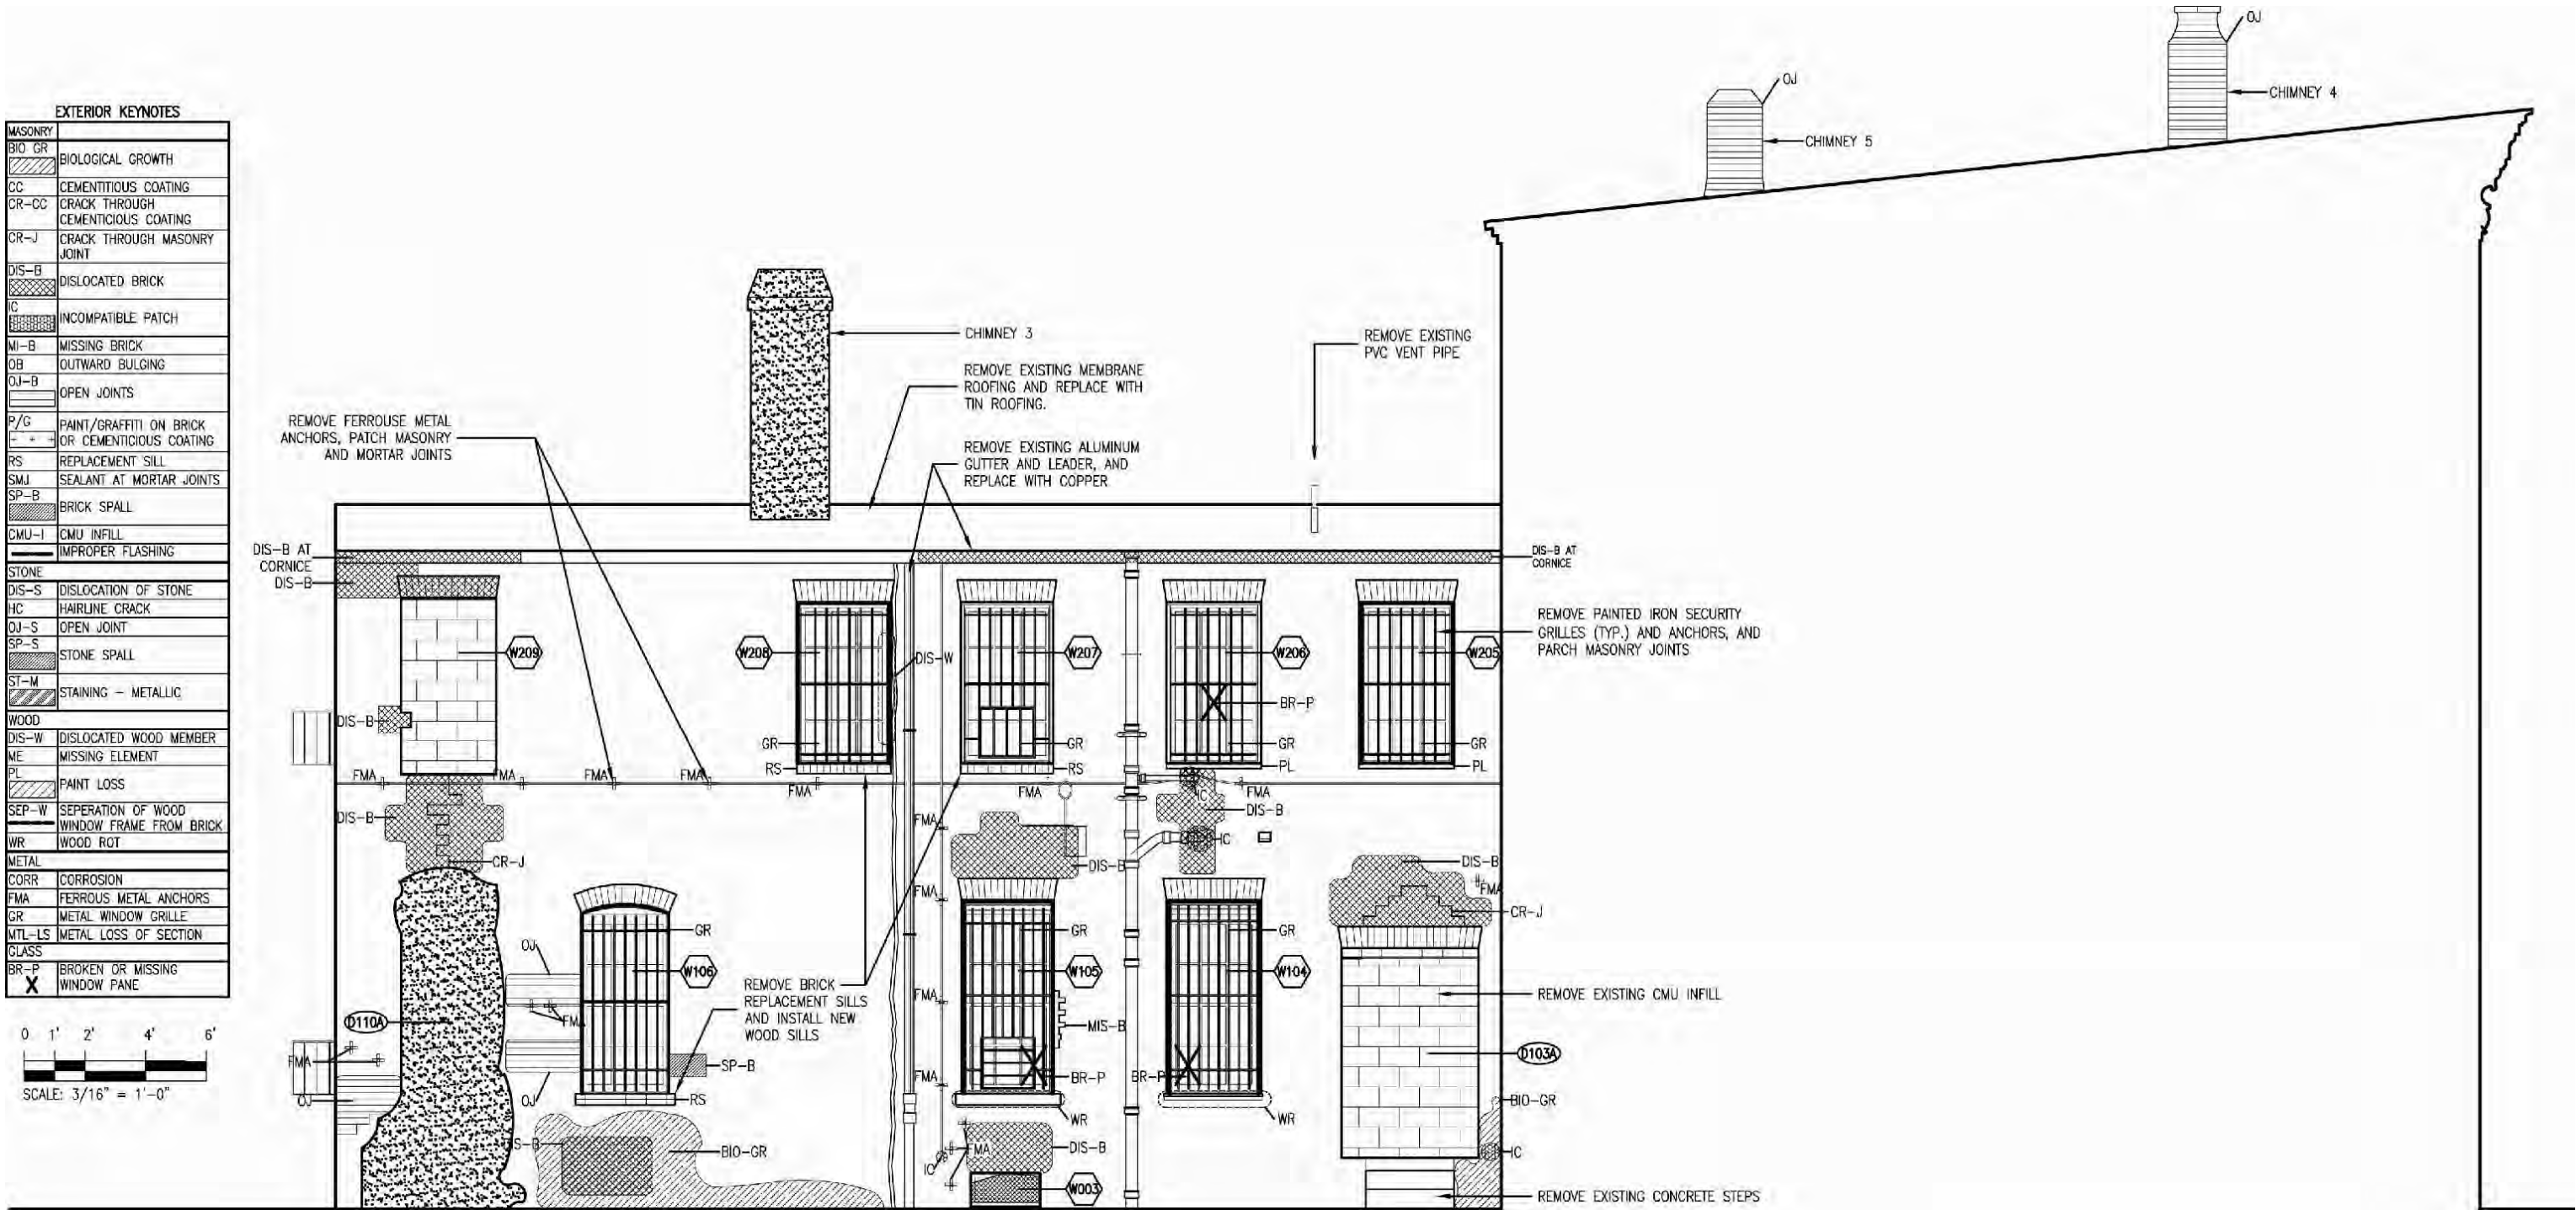 EXTERIOR KEYNOTES
MASONRY
BIO GR BIOLOGICAL GROWTH
CC CEMENTITIOUS COATING
CR-CC CRACK THROUGH
CEMENTICIOUS COATING
CR-J CRACK THROUGH MASONRY
JOINT
DIS-B DISLOCATED BRICK
IC INCOMPATIBLE PATCH
MI-B MISSING BRICK
OB OUTWARD BULGING
OJ-B OPEN JOINTS
P/G PAINT/GRAFFITI ON BRICK
OR CEMENTICIOUS COATING
RS REPLACEMENT SILL
SMJ SEALANT AT MORTAR JOINTS
SP-B BRICK SPALL
CMU-I CMU INFILL
IMPROPER FLASHING
STONE
DIS-S DISLOCATION OF STONE
HC HAIRLINE CRACK
OJ-S OPEN JOINT
SP-S STONE SPALL
ST-M STAINING - METALLIC
WOOD
DIS-W DISLOCATED WOOD MEMBER
ME MISSING ELEMENT
PL PAINT LOSS
SEP-W SEPERATION OF WOOD
WINDOW FRAME FROM BRICK
WR WOOD ROT
METAL
CORR CORROSION
FMA FERROUS METAL ANCHORS
GR METAL WINDOW GRILLE
MTL-LS METAL LOSS OF SECTION
GLASS
BR-P BROKEN OR MISSING
X WINDOW PANE
0 1' 2' 4' 6'
SCALE: 3/16" = 1'-0"
OJ
CHIMNEY 4
OJ
CHIMNEY 5
CHIMNEY 3
REMOVE EXISTING
PVC VENT PIPE
REMOVE EXISTING MEMBRANE
ROOFING AND REPLACE WITH
TIN ROOFING.
REMOVE FERROUSE METAL
ANCHORS, PATCH MASONRY
AND MORTAR JOINTS
REMOVE EXISTING ALUMINUM
GUTTER AND LEADER, AND
REPLACE WITH COPPER
DIS-B AT
CORNICE
DIS-B
DIS-B AT
CORNICE
REMOVE PAINTED IRON SECURITY
GRILLES (TYP.) AND ANCHORS, AND
PARCH MASONRY JOINTS
W209
W208
DIS-W
W207
W206
W205
BR-P
DIS-B
GR
GR
GR
GR
RS
RS
PL
PL
FMA
FMA
FMA
FMA
FMA
FMA
FMA
IC
DIS-B
DIS-B
FMA
IC
DIS-B
DIS-B
CR-J
FMA
FMA
CR-J
GR
GR
GR
OJ
W106
W105
W104
REMOVE BRICK
REPLACEMENT SILLS
AND INSTALL NEW
WOOD SILLS
FMA
REMOVE EXISTING CMU INFILL
D110A
FMA
MIS-B
D103A
FMA
SP-B
FMA
BR-P
BR-P
OJ
OJ
RS
BIO-GR
WR
WR
BIO-GR
FMA
DIS-B
IC
IC
W003
REMOVE EXISTING CONCRETE STEPS